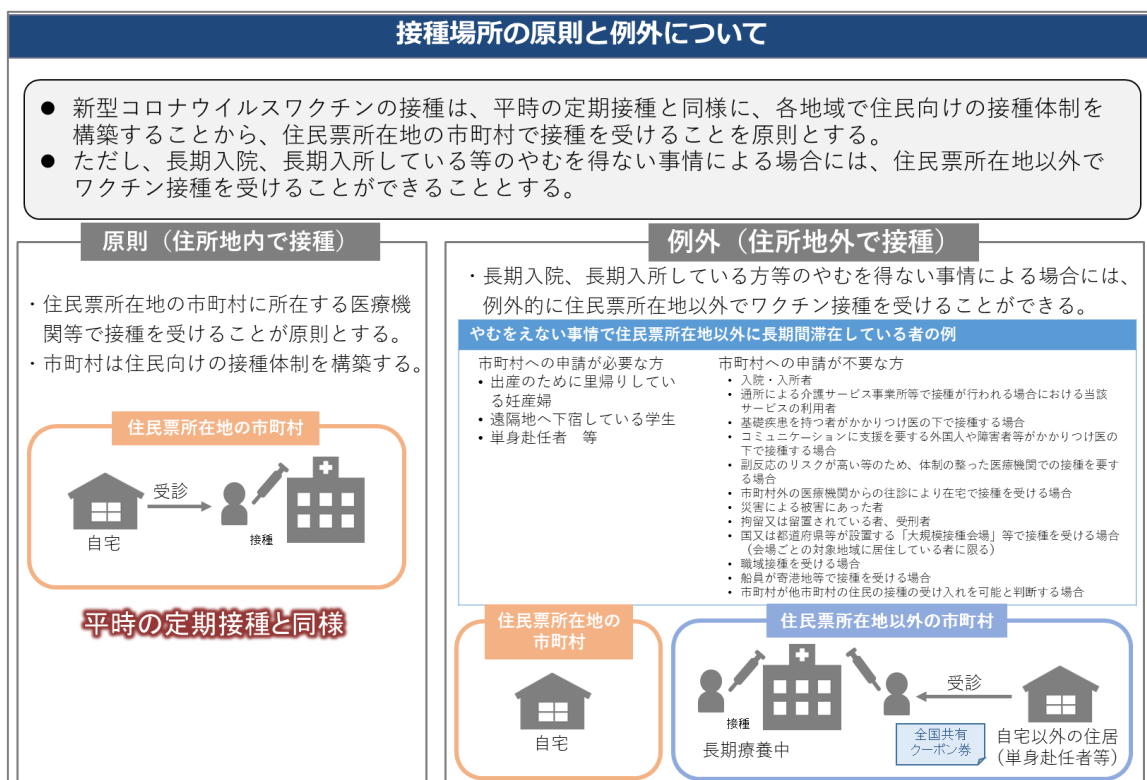 接種場所の原則と例外について
● 新型コロナウイルスワクチンの接種は、平時の定期接種と同様に、各地域で住民向けの接種体制を
構築することから、住民票所在地の市町村で接種を受けることを原則とする。
● ただし、長期入院、長期入所している等のやむを得ない事情による場合には、住民票所在地以外で
ワクチン接種を受けることができることとする。
原則（住所地内で接種）
・住民票所在地の市町村に所在する医療機
関等で接種を受けることが原則とする。
・市町村は住民向けの接種体制を構築する。
住民票所在地の市町村
受診
自宅
接種
平時の定期接種と同様
例外（住所地外で接種）
・長期入院、長期入所している方等のやむを得ない事情による場合には、
例外的に住民票所在地以外でワクチン接種を受けることができる。
やむをえない事情で住民票所在地以外に長期間滞在している者の例
市町村への申請が必要な方
• 出産のために里帰りしてい
る妊産婦
• 遠隔地へ下宿している学生
• 単身赴任者　等
市町村への申請が不要な方
• 入院・入所者
• 通所による介護サービス事業所等で接種が行われる場合における当該
サービスの利用者
• 基礎疾患を持つ者がかかりつけ医の下で接種する場合
• コミュニケーションに支援を要する外国人や障害者等がかかりつけ医の
下で接種する場合
• 副反応のリスクが高い等のため、体制の整った医療機関での接種を要す
る場合
• 市町村外の医療機関からの往診により在宅で接種を受ける場合
• 災害による被害にあった者
• 拘留又は留置されている者、受刑者
• 国又は都道府県等が設置する「大規模接種会場」等で接種を受ける場合
（会場ごとの対象地域に居住している者に限る）
• 職域接種を受ける場合
• 船員が寄港地等で接種を受ける場合
• 市町村が他市町村の住民の接種の受け入れを可能と判断する場合
住民票所在地の
市町村
自宅
住民票所在地以外の市町村
接種
長期療養中
受診
全国共有
クーポン券
自宅以外の住居
(単身赴任者等)